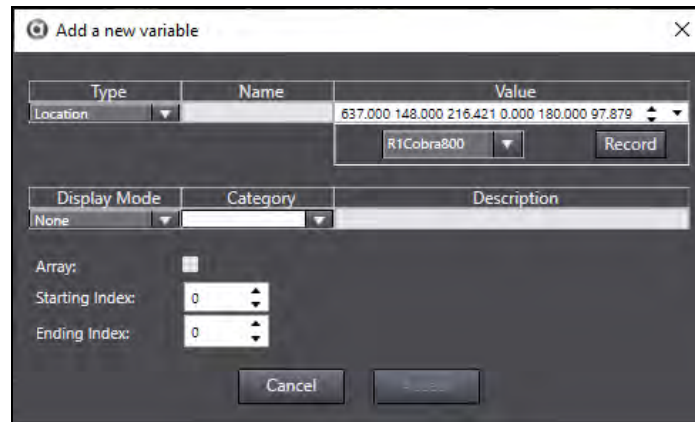 Add a new variable
Type Name Value
Location 637.000 148.000 216.421 0.000 180.000 97.879
R1Cobra800 Record
Display Mode Category Description
None
Array:
Starting Index: 0
Ending Index: 0
Cancel